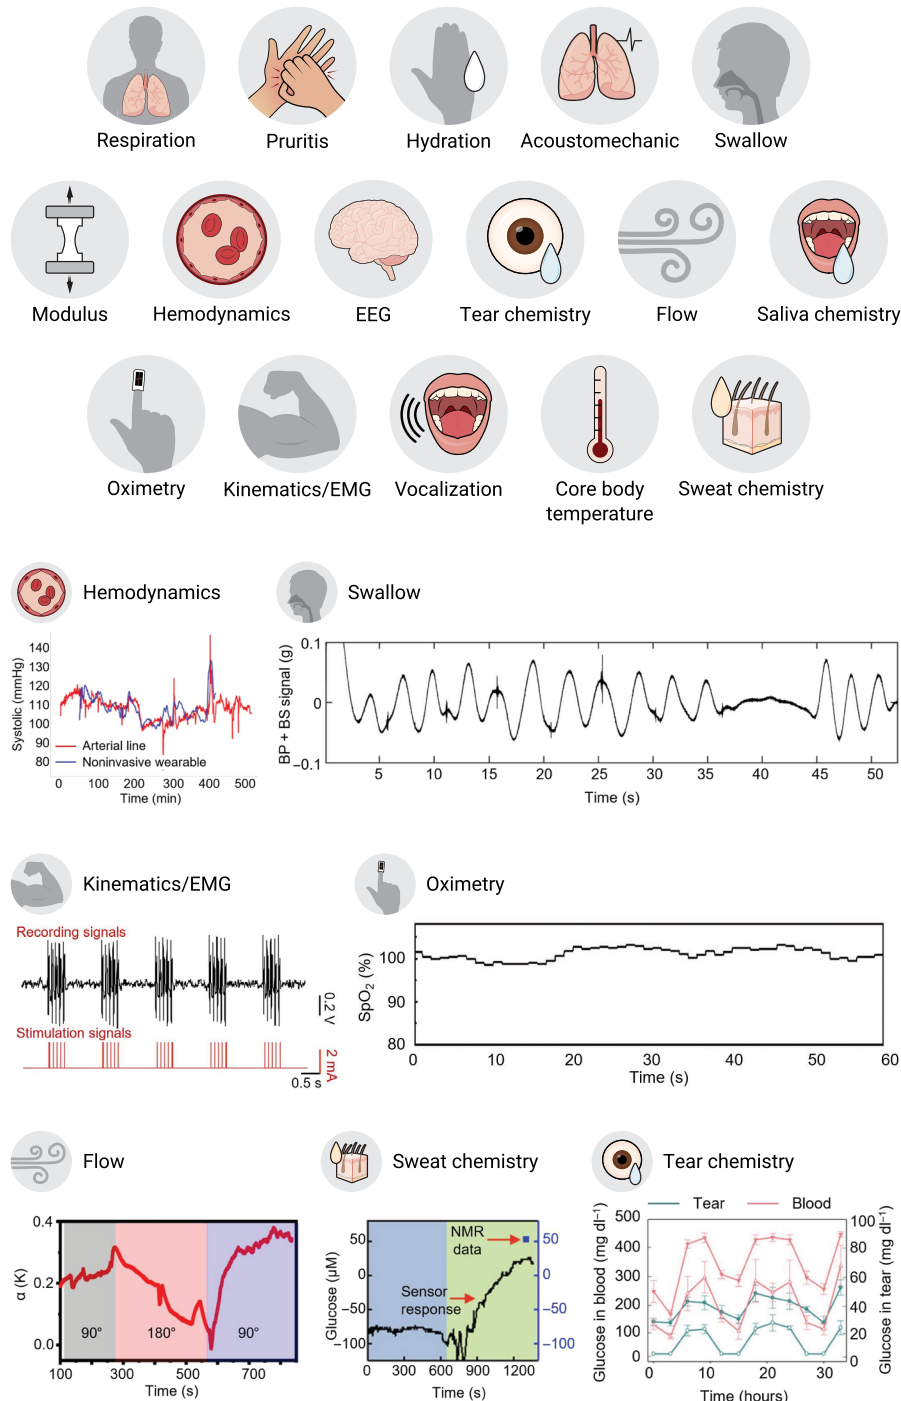 Respiration
Pruritis
Hydration
Acoustomechanic
Swallow
Modulus
Hemodynamics
EEG
Tear chemistry
Flow
Saliva chemistry
Oximetry
Kinematics/EMG
Vocalization
Core body
temperature
Sweat chemistry
Hemodynamics
Systolic (mmHg)
140
130
120
110
100
90
80
Arterial line
Noninvasive wearable
0 100 200 300 400 500
Time (min)
Swallow
BP + BS signal (g)
0.1
0
−0.1
5 10 15 20 25 30 35 40 45 50
Time (s)
Kinematics/EMG
Recording signals
0.2 V
Stimulation signals
2 mA
0.5 s
Oximetry
SpO2 (%)
100
90
80
0 10 20 30 40 50 60
Time (s)
Flow
α (K)
0.4
0.2
0.0
90° 180° 90°
100 300 500 700
Time (s)
Sweat chemistry
Glucose (µM)
50
0
−50
−100
NMR
data
Sensor
response
50
0
−50
−100
0 300 600 900 1200
Time (s)
Tear chemistry
Tear Blood
Glucose in blood (mg dl−1)
500
400
300
200
100
0
100
80
60
40
20
0
Glucose in tear (mg dl−1)
0 10 20 30
Time (hours)